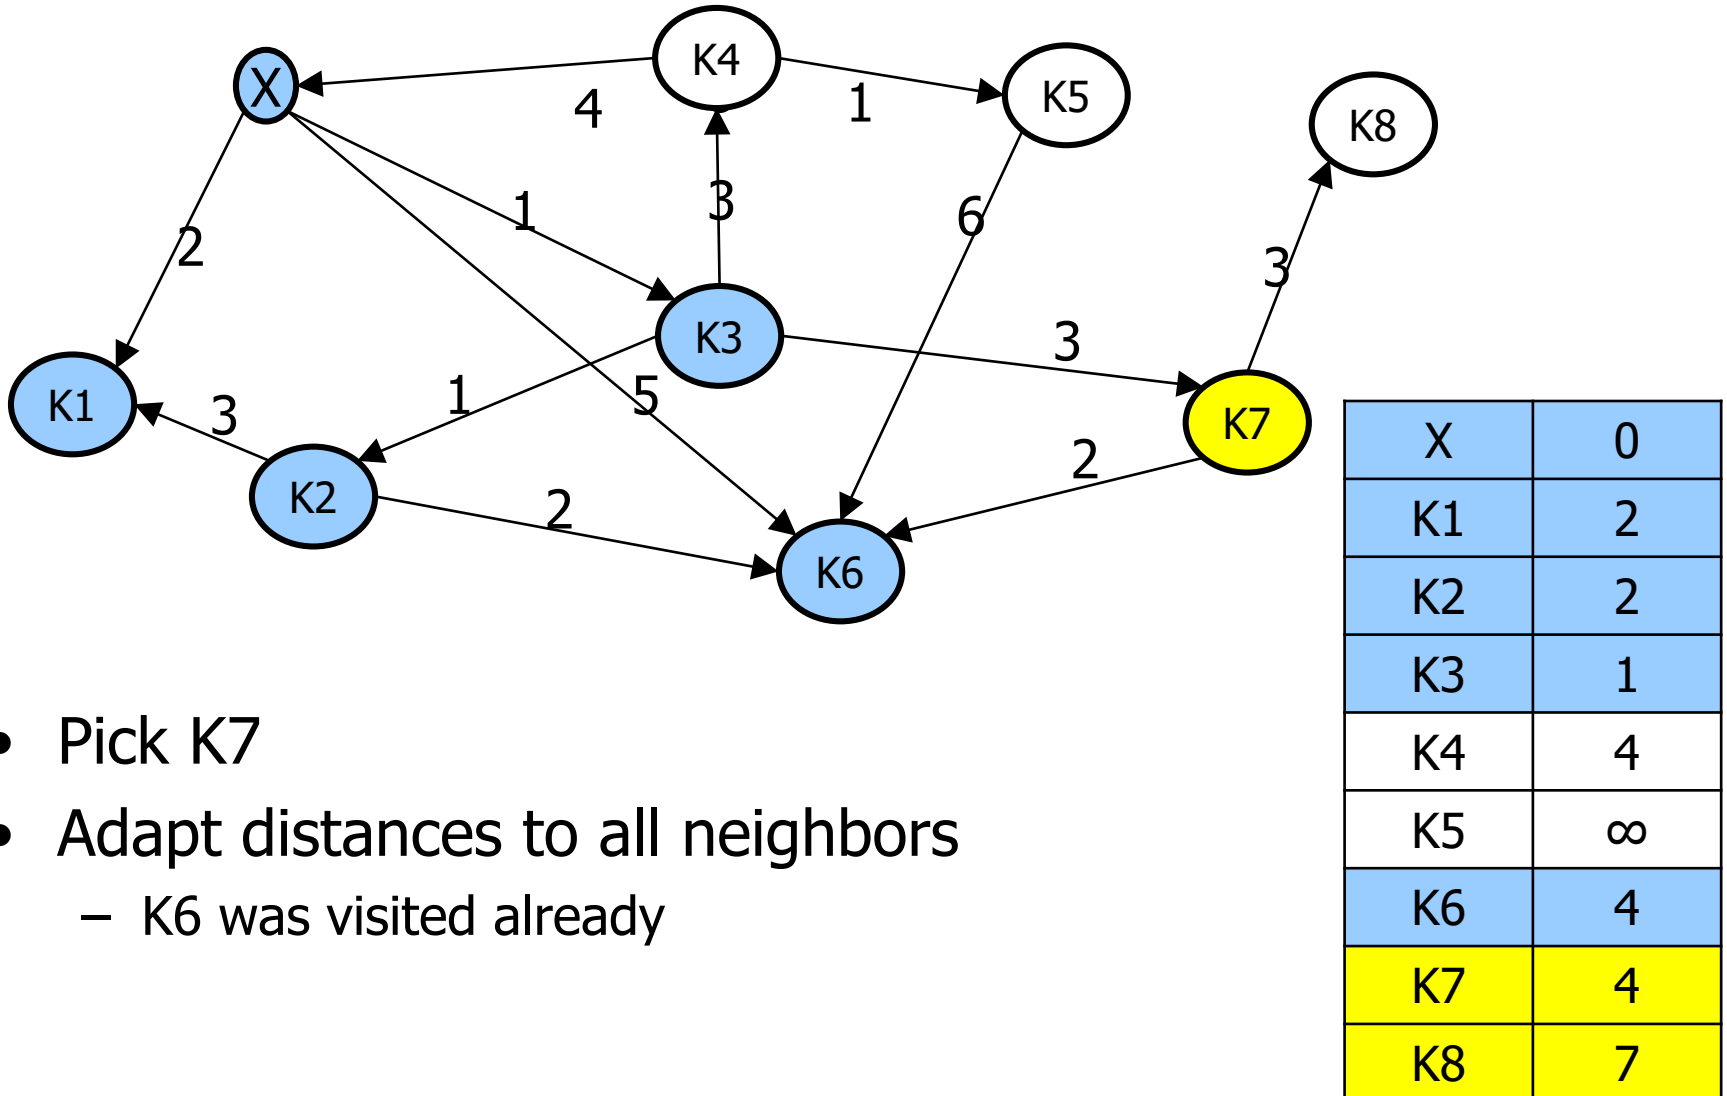 K4
X
K5
K8
4
1
1
3
6
2
3
K3
3
1
5
K1
3
K7
2
K2
2
K6
X 0
K1 2
K2 2
K3 1
K4 4
K5 ∞
K6 4
K7 4
K8 7
• Pick K7
• Adapt distances to all neighbors
– K6 was visited already